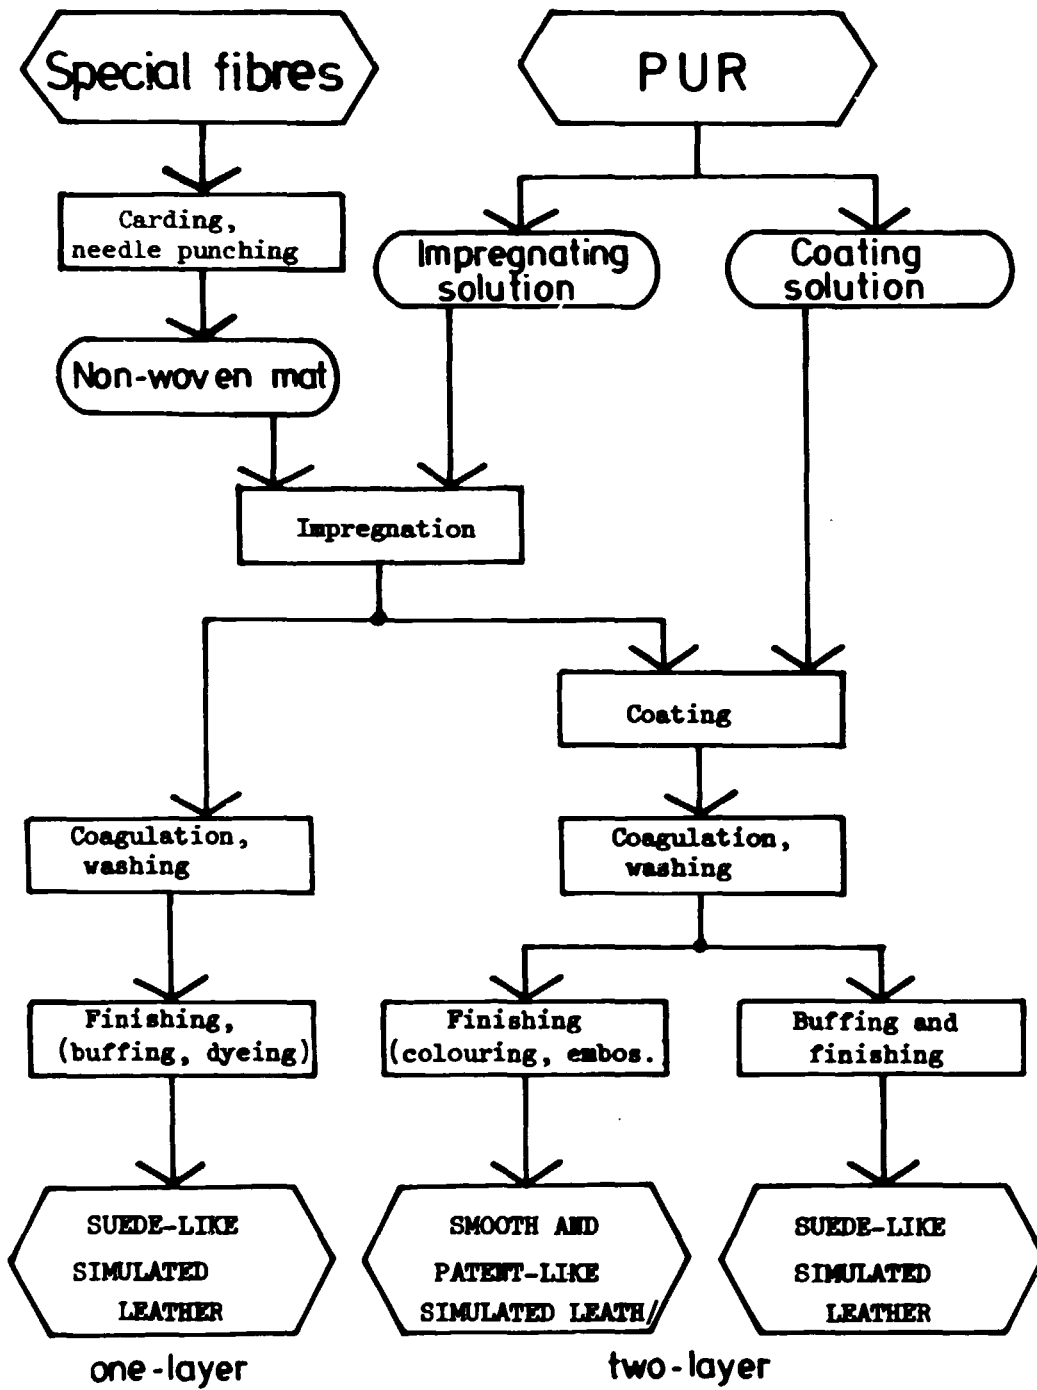 Special fibres
PUR
Carding,
needle punching
Impregnating
solution
Coating
solution
Non-woven mat
Impregnation
Coating
Coagulation,
washing
Coagulation,
washing
Finishing,
(buffing, dyeing)
Finishing
(colouring, embos.
Buffing and
finishing
SUEDE-LIKE
SIMULATED
LEATHER
SMOOTH AND
PATENT-LIKE
SIMULATED LEATH/
SUEDE-LIKE
SIMULATED
LEATHER
one-layer
two-layer